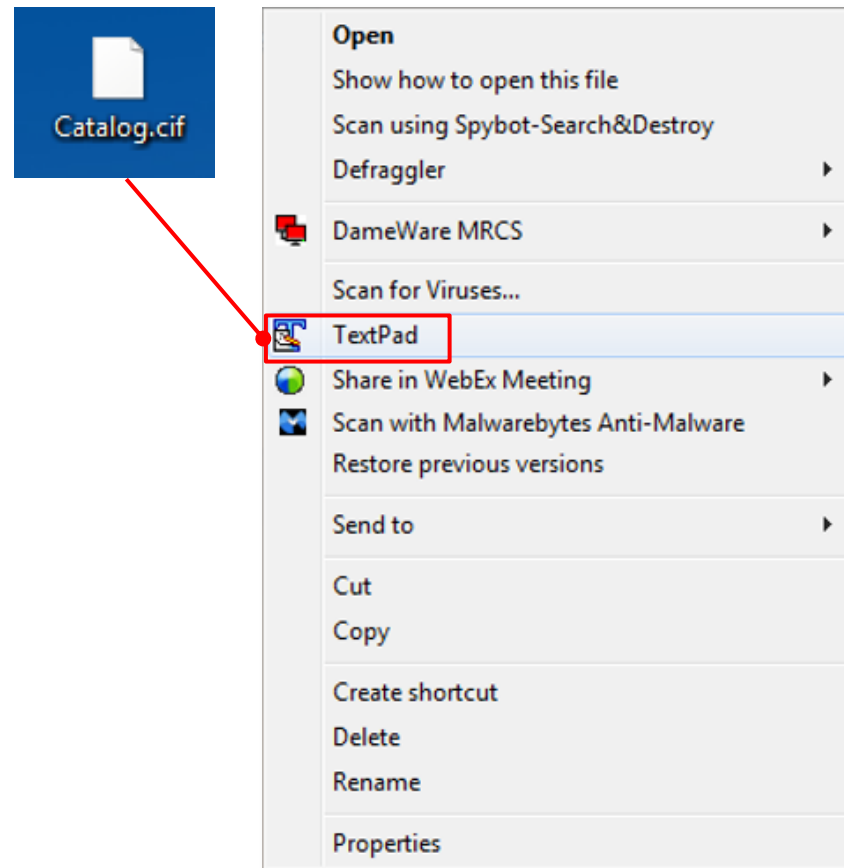 Catalog.cif
Open
Show how to open this file
Scan using Spybot-Search&Destroy
Defraggler
DameWare MRCS
Scan for Viruses...
TextPad
Share in WebEx Meeting
Scan with Malwarebytes Anti-Malware
Restore previous versions
Send to
Cut
Copy
Create shortcut
Delete
Rename
Properties